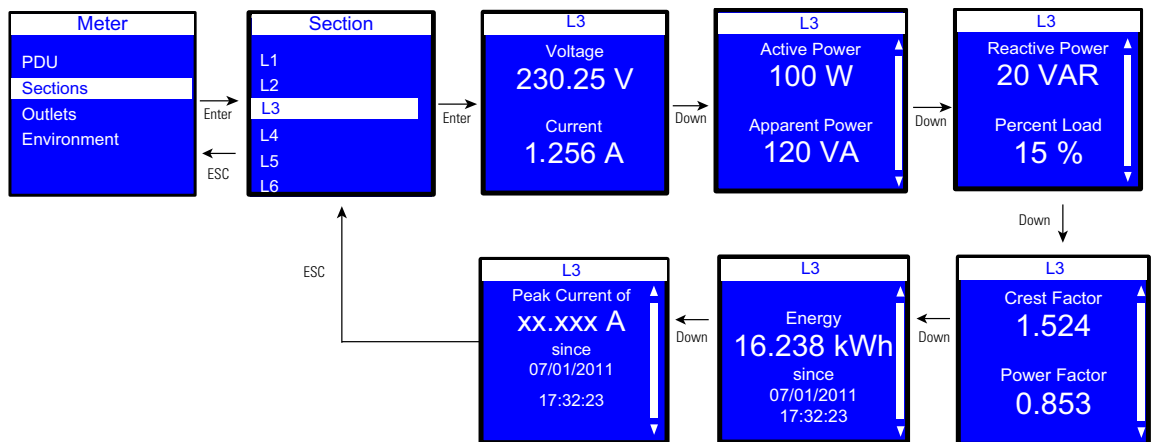 Meter
PDU
Sections
Outlets
Environment
Enter
ESC
Section
L1
L2
L3
L4
L5
L6
Enter
L3
Voltage
230.25 V
Current
1.256 A
Down
L3
Active Power
100 W
Apparent Power
120 VA
Down
L3
Reactive Power
20 VAR
Percent Load
15 %
Down
L3
Crest Factor
1.524
Power Factor
0.853
Down
L3
Energy
16.238 kWh
since
07/01/2011
17:32:23
Down
L3
Peak Current of
xx.xxx A
since
07/01/2011
17:32:23
ESC